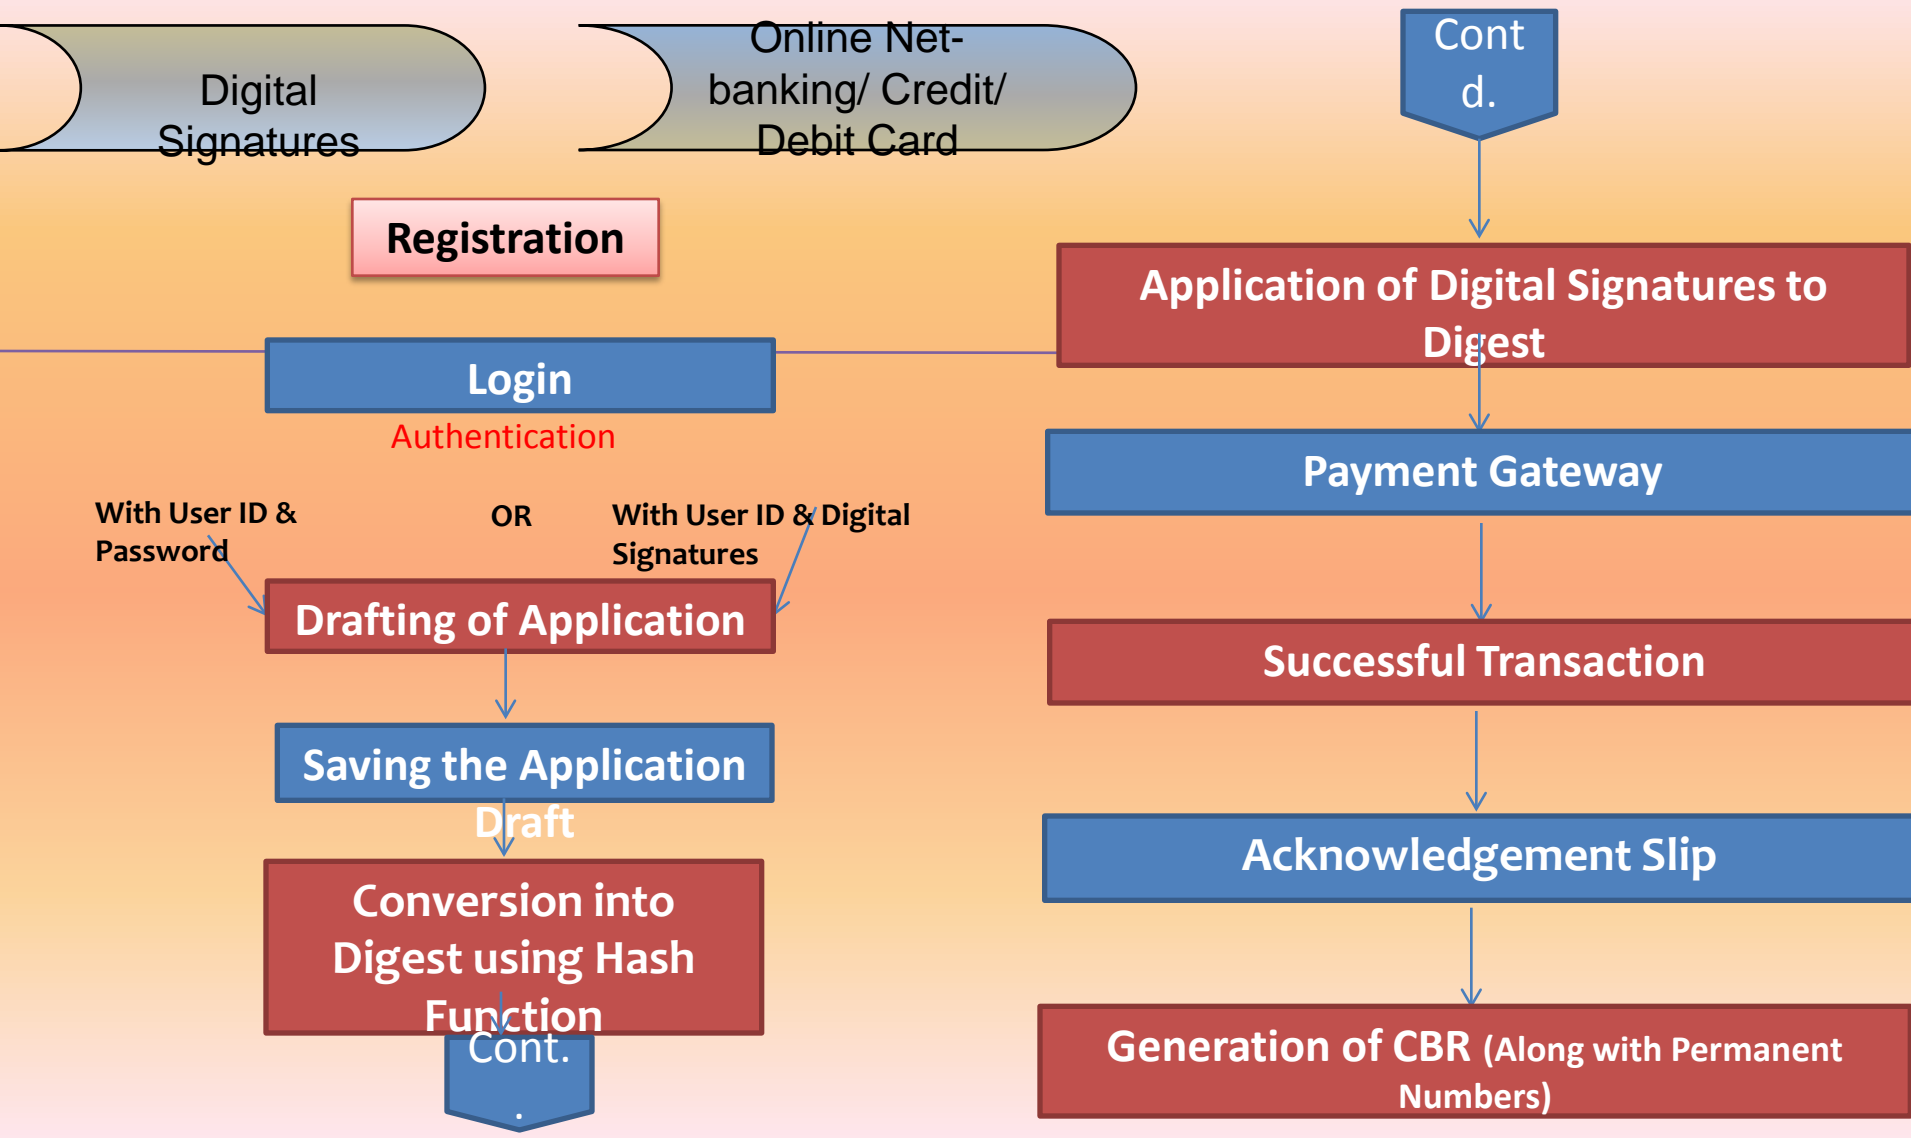 Digital
Signatures
Online Net-
banking/ Credit/
Debit Card
Registration
Login
Authentication
With User ID &
Password
OR
With User ID & Digital
Signatures
Drafting of Application
Saving the Application
Draft
Conversion into
Digest using Hash
Function
Cont.
.
Cont
d.
Application of Digital Signatures to
Digest
Payment Gateway
Successful Transaction
Acknowledgement Slip
Generation of CBR (Along with Permanent
Numbers)